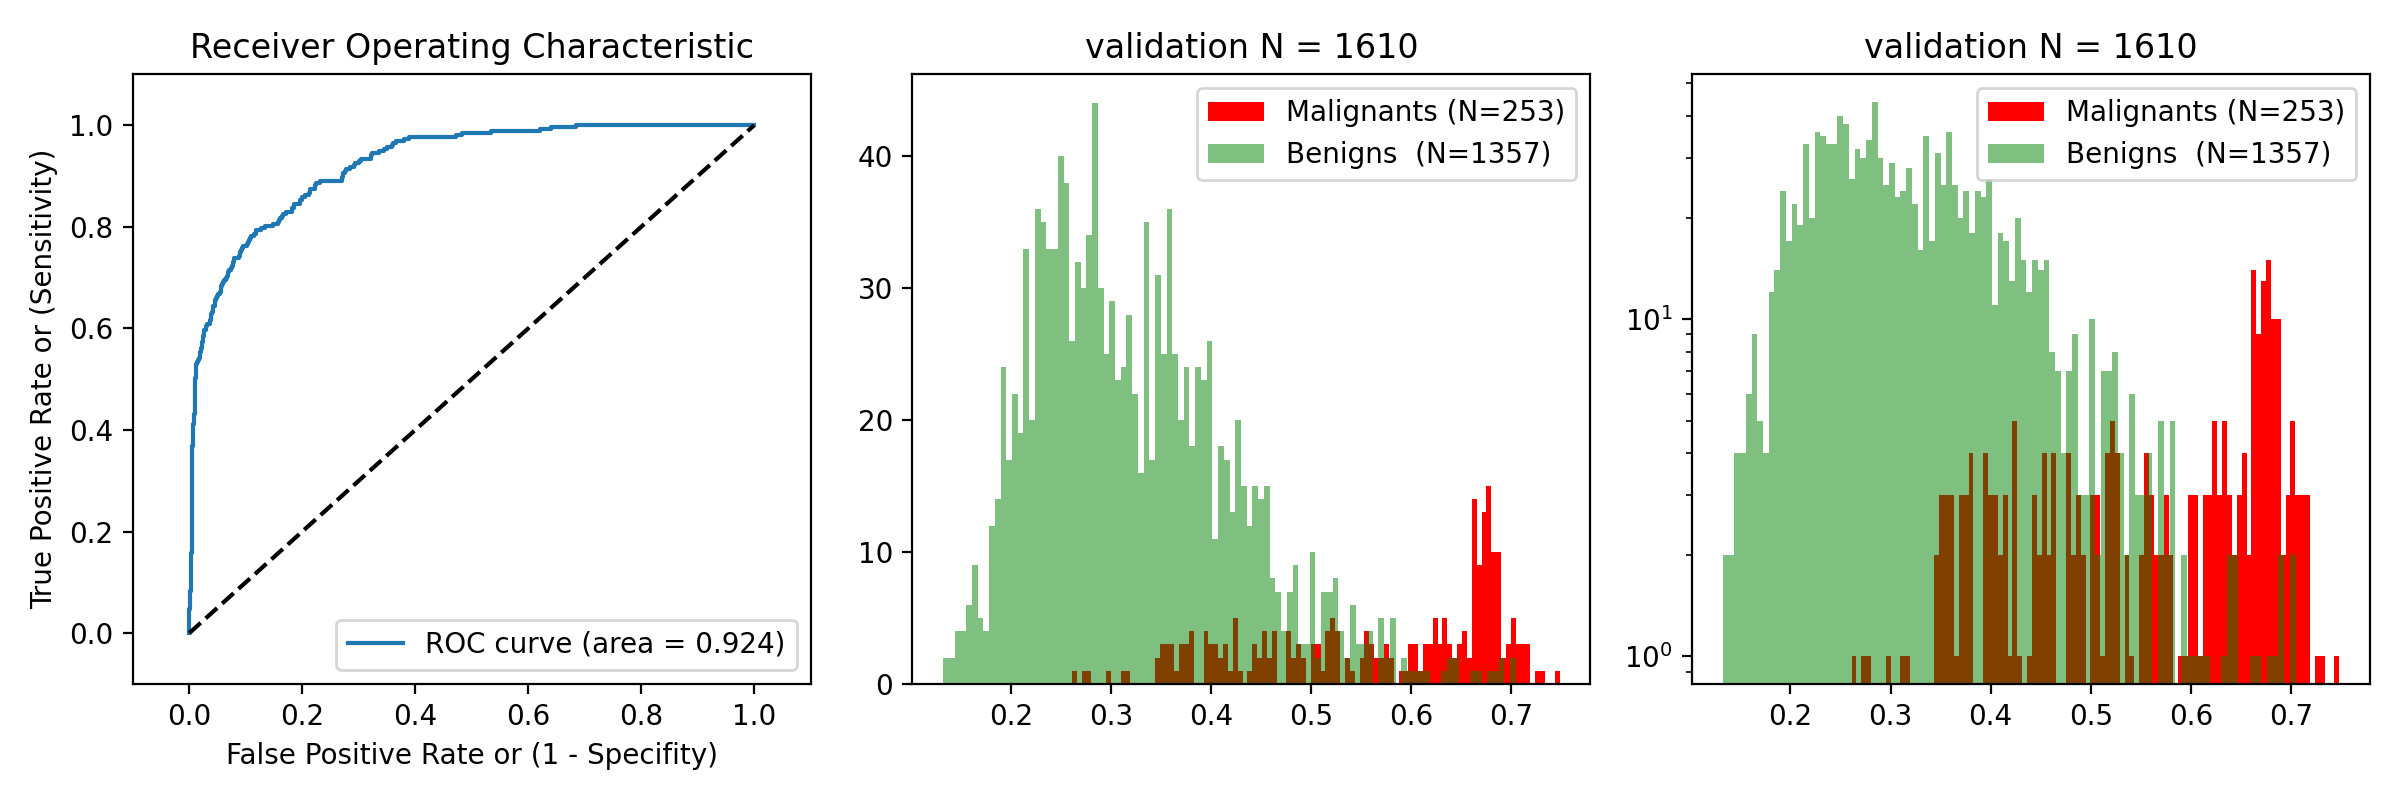 Receiver Operating Characteristic
True Positive Rate or (Sensitivity)
1.0
0.8
0.6
0.4
0.2
0.0
ROC curve (area = 0.924)
0.0 0.2 0.4 0.6 0.8 1.0
False Positive Rate or (1 - Specifity)
validation N = 1610
Malignants (N=253)
Benigns (N=1357)
40
30
20
10
0
0.2 0.3 0.4 0.5 0.6 0.7
validation N = 1610
Malignants (N=253)
Benigns (N=1357)
10¹
10⁰
0.2 0.3 0.4 0.5 0.6 0.7